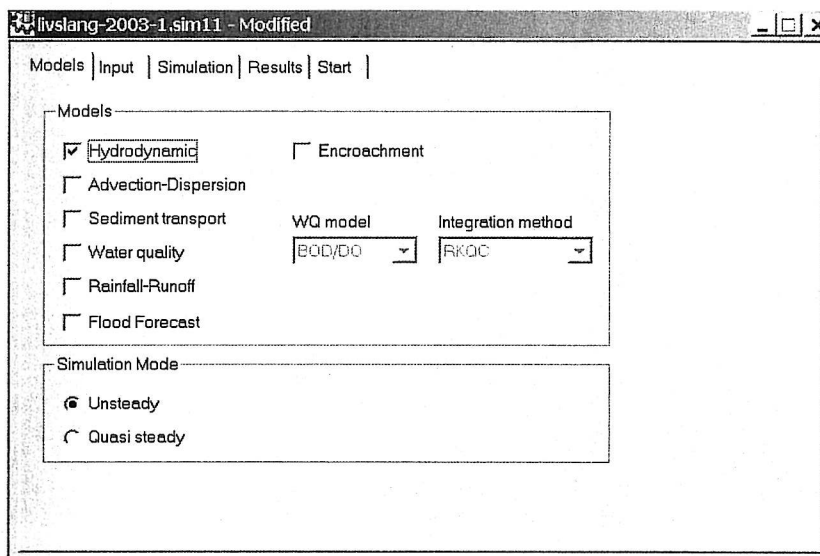 livslang-2003-1.sim11 - Modified
Models Input Simulation Results Start
Models
Hydrodynamic Encroachment
Advection-Dispersion
Sediment transport WQ model Integration method
Water quality BOD/DO RKQC
Rainfall-Runoff
Flood Forecast
Simulation Mode
Unsteady
Quasi steady